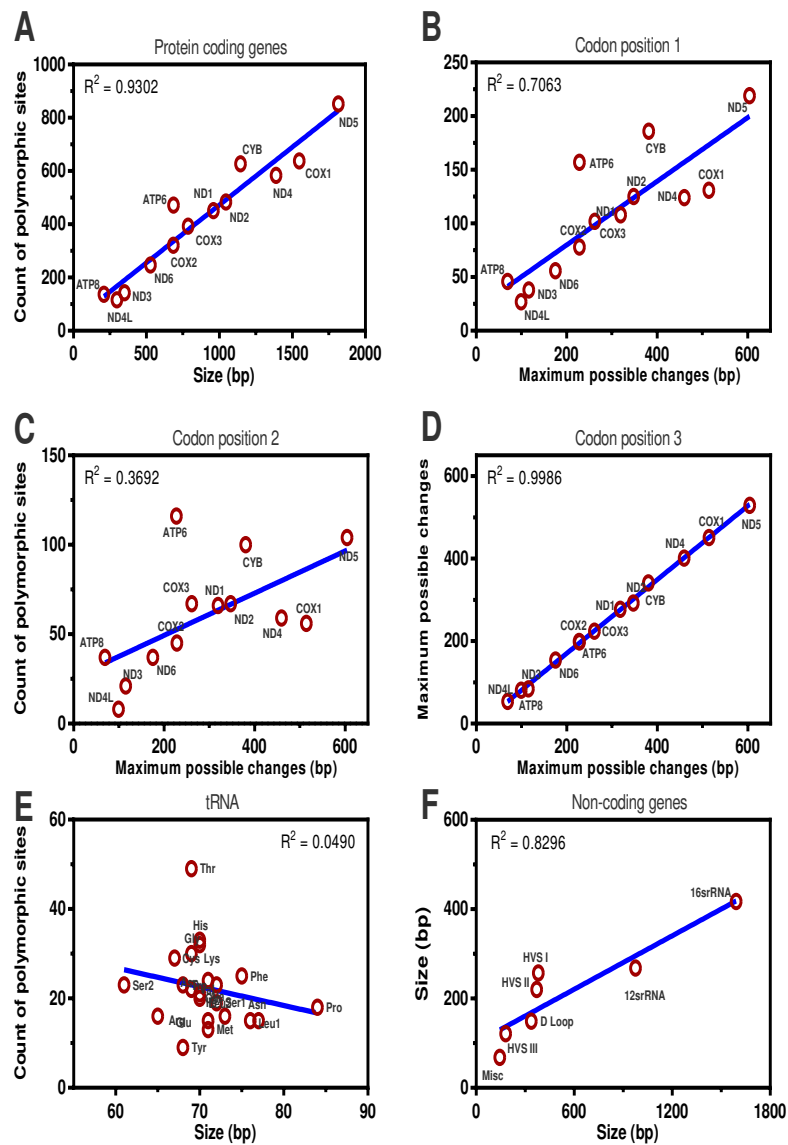 A
Protein coding genes
R² = 0.9302
Count of polymorphic sites
1000
800
600
400
200
0
ND5
CYB
COX1
ND4
ATP6
ND1
ND2
COX3
COX2
ND6
ATP8
ND3
ND4L
0 500 1000 1500 2000
Size (bp)
B
Codon position 1
R² = 0.7063
Count of polymorphic sites
250
200
150
100
50
0
ND5
CYB
ATP6
ND2
COX1
ND4
ND1
COX3
ATP8
ND6
ND3
ND4L
0 200 400 600
Maximum possible changes (bp)
C
Codon position 2
R² = 0.3692
Count of polymorphic sites
150
100
50
0
ATP6
CYB
ND5
COX3
ND1
ND2
COX1
ND4
COX2
ATP8
ND6
ND3
ND4L
0 200 400 600
Maximum possible changes (bp)
D
Codon position 3
R² = 0.9986
Maximum possible changes
600
400
200
0
COX1
ND5
ND4
ND2
CYB
ND1
COX2
COX3
ATP6
ND6
ND3
ND4L
ATP8
0 200 400 600
Maximum possible changes (bp)
E
tRNA
R² = 0.0490
Count of polymorphic sites
60
40
20
0
Thr
His
Cys Lys
Phe
Ser2
Ser1
Asn
Pro
Glu
Met
Leu1
Tyr
60 70 80 90
Size (bp)
F
Non-coding genes
R² = 0.8296
Size (bp)
600
400
200
0
16srRNA
HVS I
HVS II
12srRNA
D Loop
HVS III
Misc
0 600 1200 1800
Size (bp)